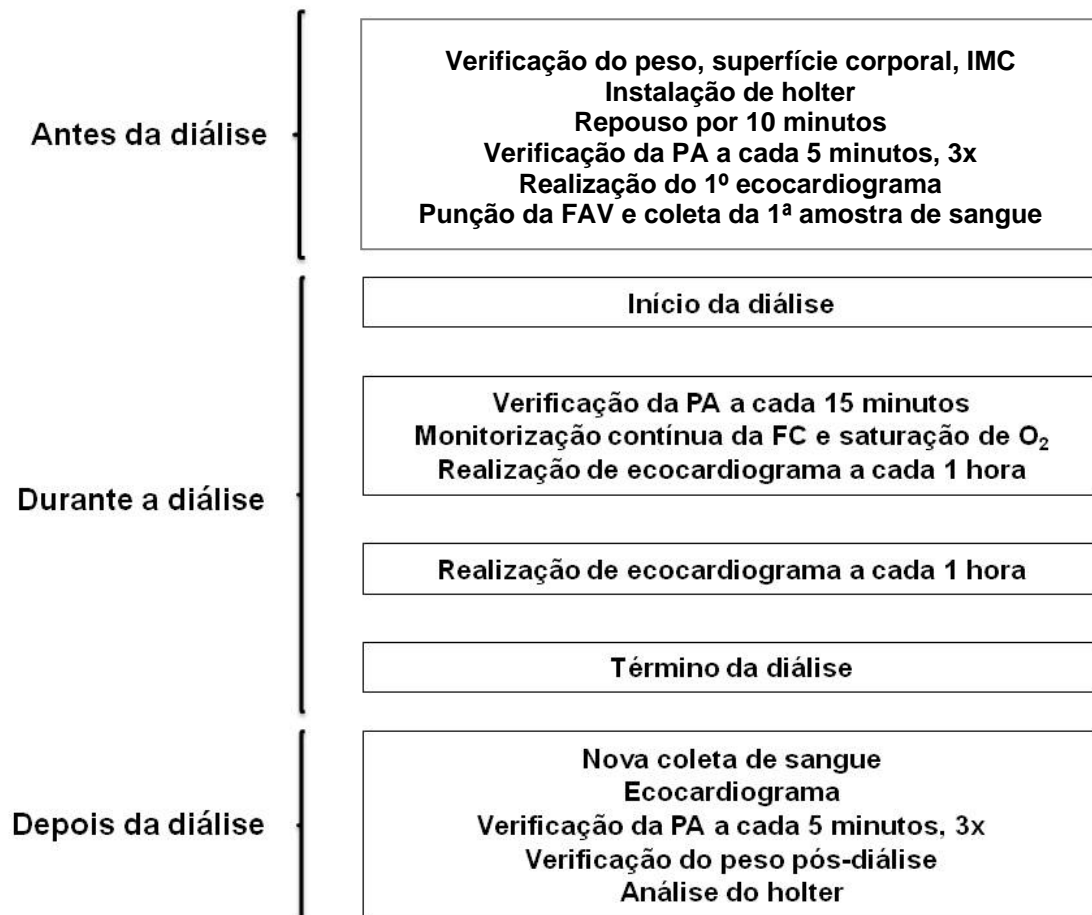 Antes da diálise
Verificação do peso, superfície corporal, IMC
Instalação de holter
Repouso por 10 minutos
Verificação da PA a cada 5 minutos, 3x
Realização do 1º ecocardiograma
Punção da FAV e coleta da 1ª amostra de sangue
Durante a diálise
Início da diálise
Verificação da PA a cada 15 minutos
Monitorização contínua da FC e saturação de O₂
Realização de ecocardiograma a cada 1 hora
Realização de ecocardiograma a cada 1 hora
Término da diálise
Depois da diálise
Nova coleta de sangue
Ecocardiograma
Verificação da PA a cada 5 minutos, 3x
Verificação do peso pós-diálise
Análise do holter